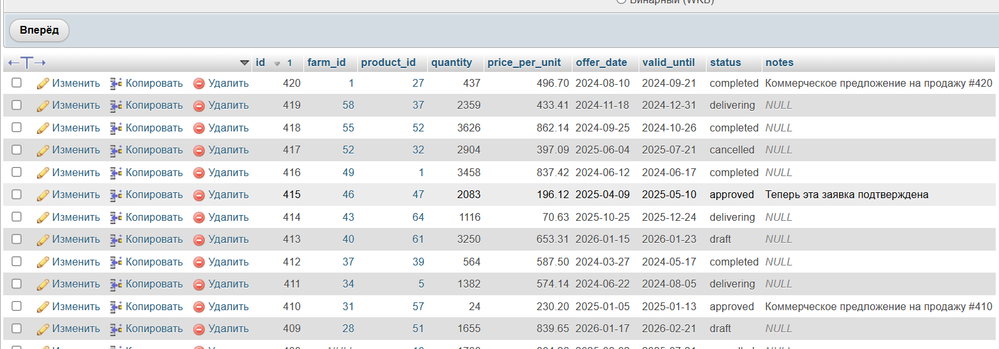 Бинарный (WKB)
Вперёд
id 1 farm_id product_id quantity price_per_unit offer_date valid_until status notes
Изменить Копировать Удалить 420 1 27 437 496.70 2024-08-10 2024-09-21 completed Коммерческое предложение на продажу #420
Изменить Копировать Удалить 419 58 37 2359 433.41 2024-11-18 2024-12-31 delivering NULL
Изменить Копировать Удалить 418 55 52 3626 862.14 2024-09-25 2024-10-26 completed NULL
Изменить Копировать Удалить 417 52 32 2904 397.09 2025-06-04 2025-07-21 cancelled NULL
Изменить Копировать Удалить 416 49 1 3458 837.42 2024-06-12 2024-06-17 completed NULL
Изменить Копировать Удалить 415 46 47 2083 196.12 2025-04-09 2025-05-10 approved Теперь эта заявка подтверждена
Изменить Копировать Удалить 414 43 64 1116 70.63 2025-10-25 2025-12-24 delivering NULL
Изменить Копировать Удалить 413 40 61 3250 653.31 2026-01-15 2026-01-23 draft NULL
Изменить Копировать Удалить 412 37 39 564 587.50 2024-03-27 2024-05-17 completed NULL
Изменить Копировать Удалить 411 34 5 1382 574.14 2024-06-22 2024-08-05 delivering NULL
Изменить Копировать Удалить 410 31 57 24 230.20 2025-01-05 2025-01-13 approved Коммерческое предложение на продажу #410
Изменить Копировать Удалить 409 28 51 1655 839.65 2026-01-17 2026-02-21 draft NULL